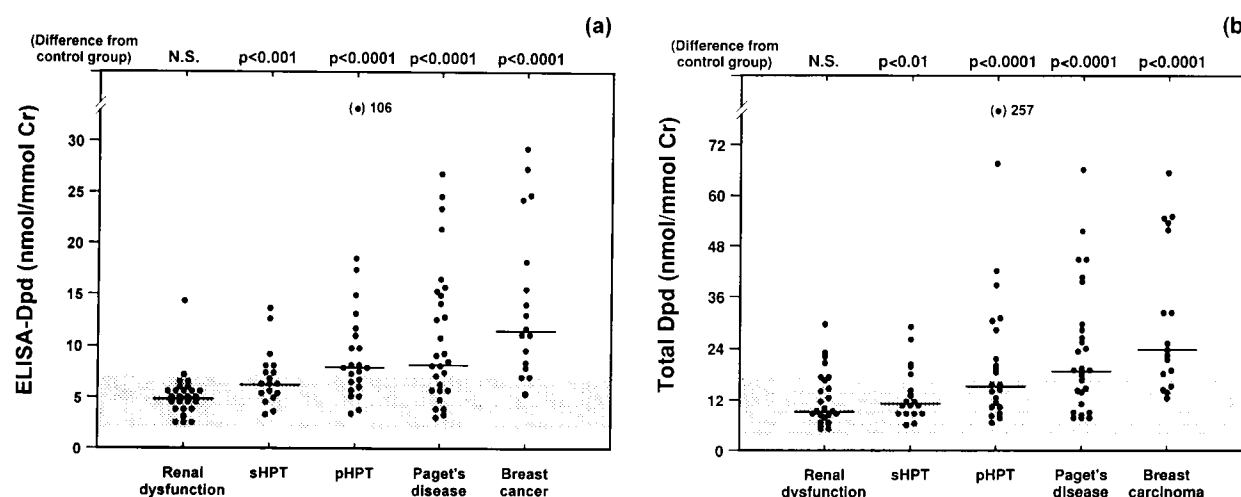 (a)
(Difference from
control group)
N.S. p<0.001 p<0.0001 p<0.0001 p<0.0001
(•) 106
ELISA-Dpd (nmol/mmol Cr)
30
25
20
15
10
5
0
Renal
dysfunction
sHPT
pHPT
Paget's
disease
Breast
cancer
(b
(Difference from
control group)
N.S. p<0.01 p<0.0001 p<0.0001 p<0.0001
(•) 257
Total Dpd (nmol/mmol Cr)
72
60
48
36
24
12
0
Renal
dysfunction
sHPT
pHPT
Paget's
disease
Breast
carcinoma